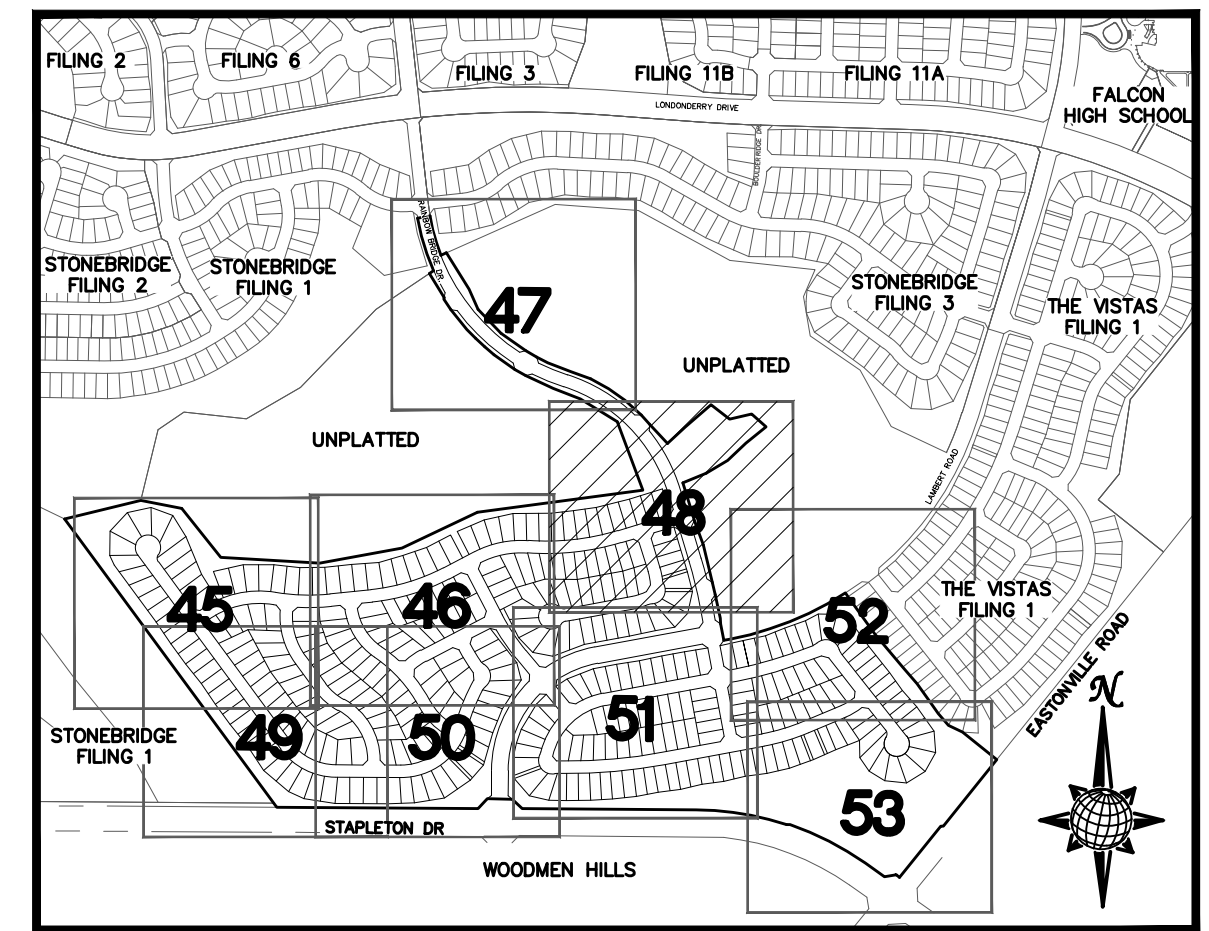 FILING 2
FILING 6
FILING 3
FILING 11B
FILING 11A
FALCON
HIGH SCHOOL
LONDONDERRY DRIVE
BOULDER RIDGE DR
RAINBOW BRIDGE DR.
STONEBRIDGE
FILING 2
STONEBRIDGE
FILING 1
STONEBRIDGE
FILING 3
THE VISTAS
FILING 1
47
UNPLATTED
UNPLATTED
LAMBERT ROAD
48
45
46
52
THE VISTAS
FILING 1
EASTONVILLE ROAD
N
STONEBRIDGE
FILING 1
49
50
51
53
STAPLETON DR
WOODMEN HILLS